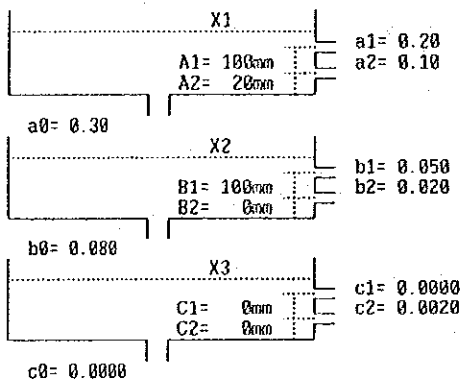 X1
a1= 0.20
A1= 100mm a2= 0.10
A2= 20mm
a0= 0.30
X2
b1= 0.050
B1= 100mm b2= 0.020
B2= 0mm
b0= 0.080
X3
c1= 0.0000
C1= 0mm c2= 0.0020
C2= 0mm
c0= 0.0000